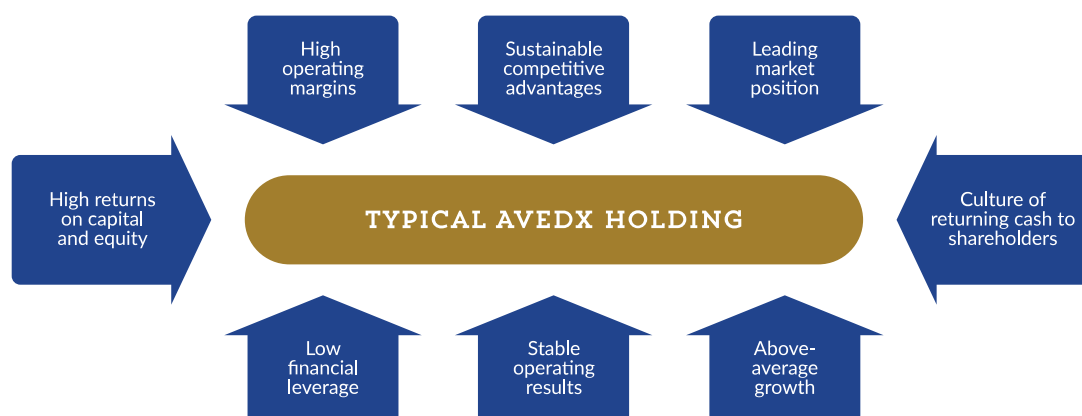 High
operating
margins
Sustainable
competitive
advantages
Leading
market
position
High returns
on capital
and equity
TYPICAL AVEDX HOLDING
Culture of
returning cash to
shareholders
Low
financial
leverage
Stable
operating
results
Above-
average
growth